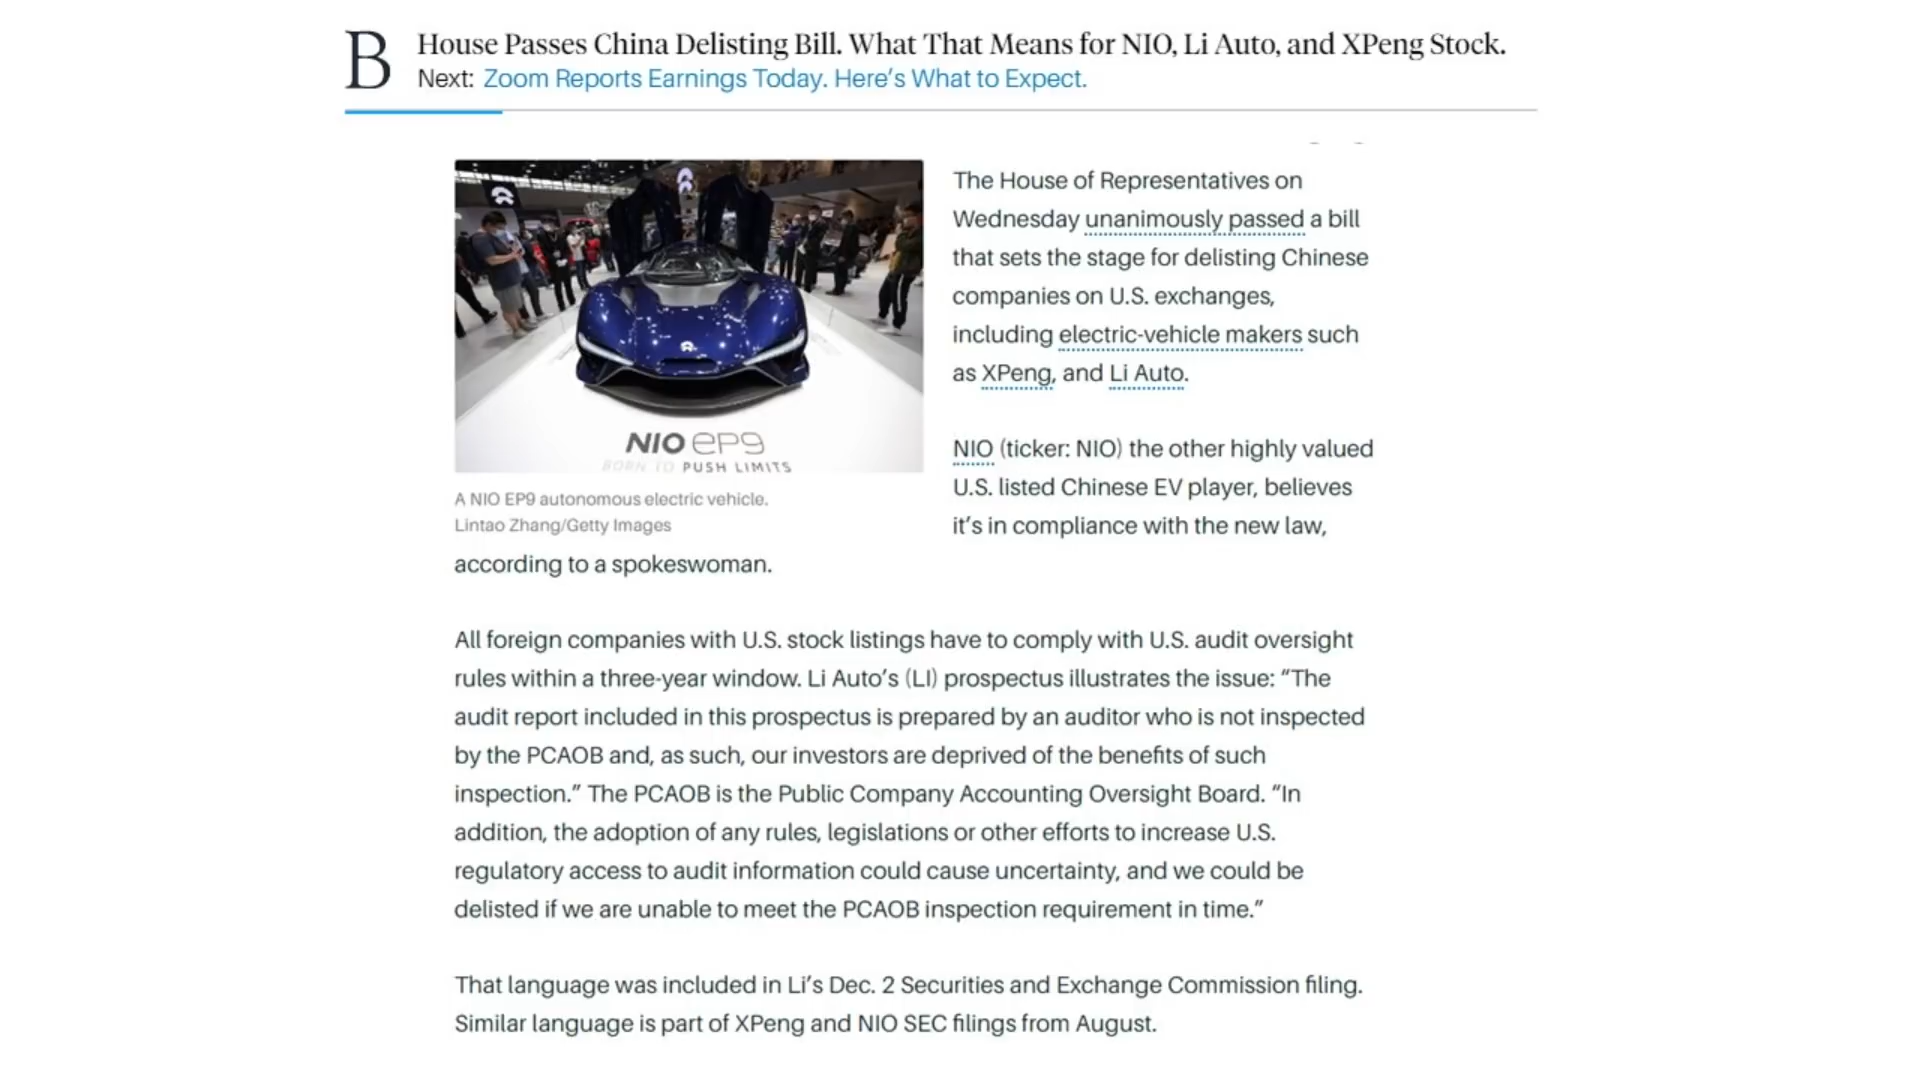 B
House Passes China Delisting Bill. What That Means for NIO, Li Auto, and XPeng Stock.
Next: Zoom Reports Earnings Today. Here's What to Expect.
NIO eP9
BORN TO PUSH LIMITS
A NIO EP9 autonomous electric vehicle.
Lintao Zhang/Getty Images
The House of Representatives on
Wednesday unanimously passed a bill
that sets the stage for delisting Chinese
companies on U.S. exchanges,
including electric-vehicle makers such
as XPeng, and Li Auto.
NIO (ticker: NIO) the other highly valued
U.S. listed Chinese EV player, believes
it's in compliance with the new law,
according to a spokeswoman.
All foreign companies with U.S. stock listings have to comply with U.S. audit oversight
rules within a three-year window. Li Auto's (LI) prospectus illustrates the issue: “The
audit report included in this prospectus is prepared by an auditor who is not inspected
by the PCAOB and, as such, our investors are deprived of the benefits of such
inspection.” The PCAOB is the Public Company Accounting Oversight Board. “In
addition, the adoption of any rules, legislations or other efforts to increase U.S.
regulatory access to audit information could cause uncertainty, and we could be
delisted if we are unable to meet the PCAOB inspection requirement in time.”
That language was included in Li's Dec. 2 Securities and Exchange Commission filing.
Similar language is part of XPeng and NIO SEC filings from August.